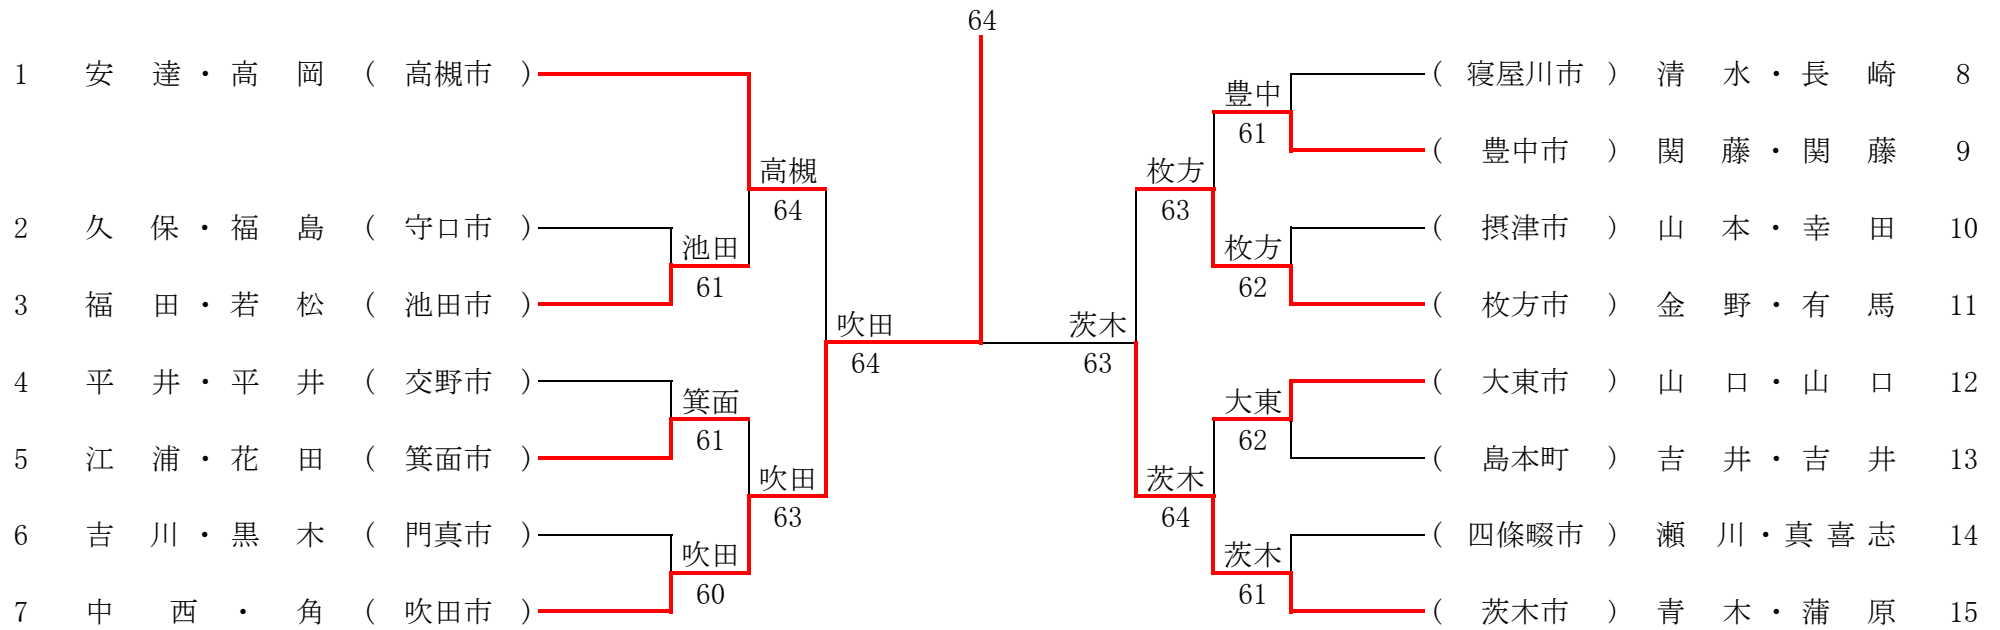 64
1 安達・高岡 ( 高槻市 )
2 久保・福島 ( 守口市 )
3 福田・若松 ( 池田市 )
4 平井・平井 ( 交野市 )
5 江浦・花田 ( 箕面市 )
6 吉川・黒木 ( 門真市 )
7 中西・角 ( 吹田市 )
池田
61
箕面
61
吹田
60
高槻
64
吹田
63
吹田
64
茨木
63
枚方
63
茨木
64
豊中
61
枚方
62
大東
62
茨木
61
( 寝屋川市 ) 清水・長崎 8
( 豊中市 ) 関藤・関藤 9
( 摂津市 ) 山本・幸田 10
( 枚方市 ) 金野・有馬 11
( 大東市 ) 山口・山口 12
( 島本町 ) 吉井・吉井 13
( 四條畷市 ) 瀬川・真喜志 14
( 茨木市 ) 青木・蒲原 15